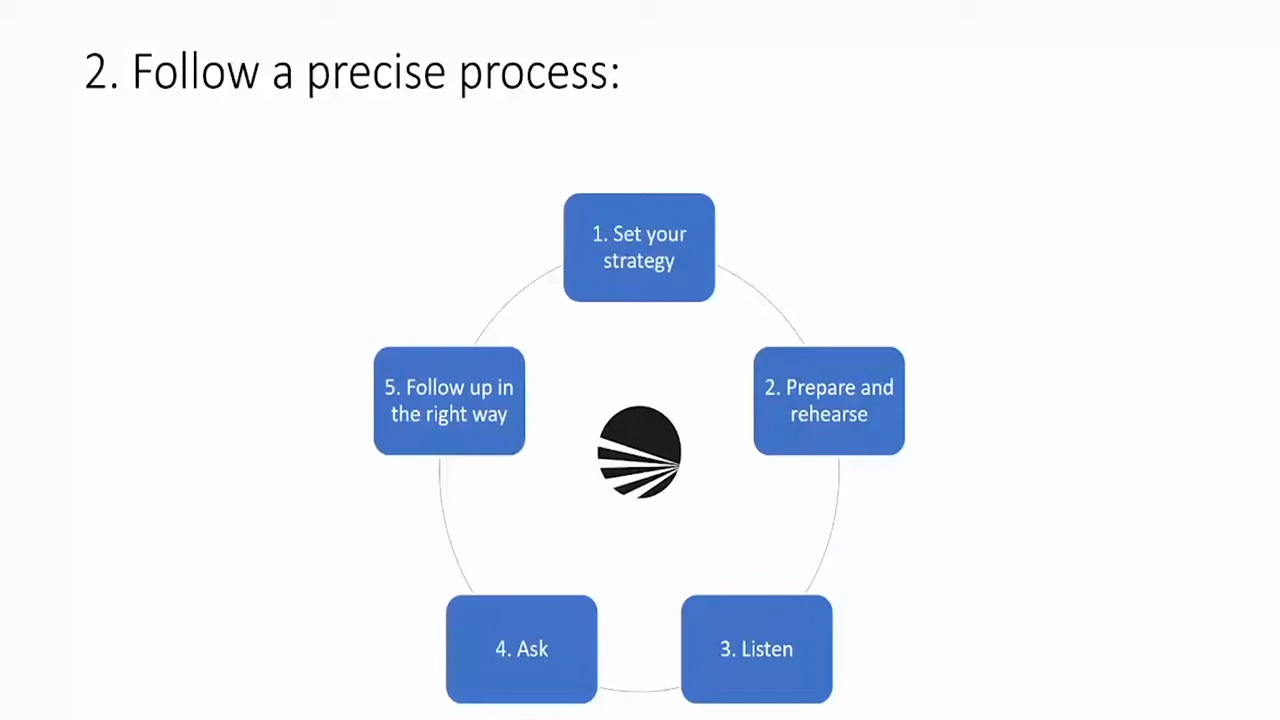 2. Follow a precise process:
1. Set your
strategy
2. Prepare and
rehearse
3. Listen
4. Ask
5. Follow up in
the right way